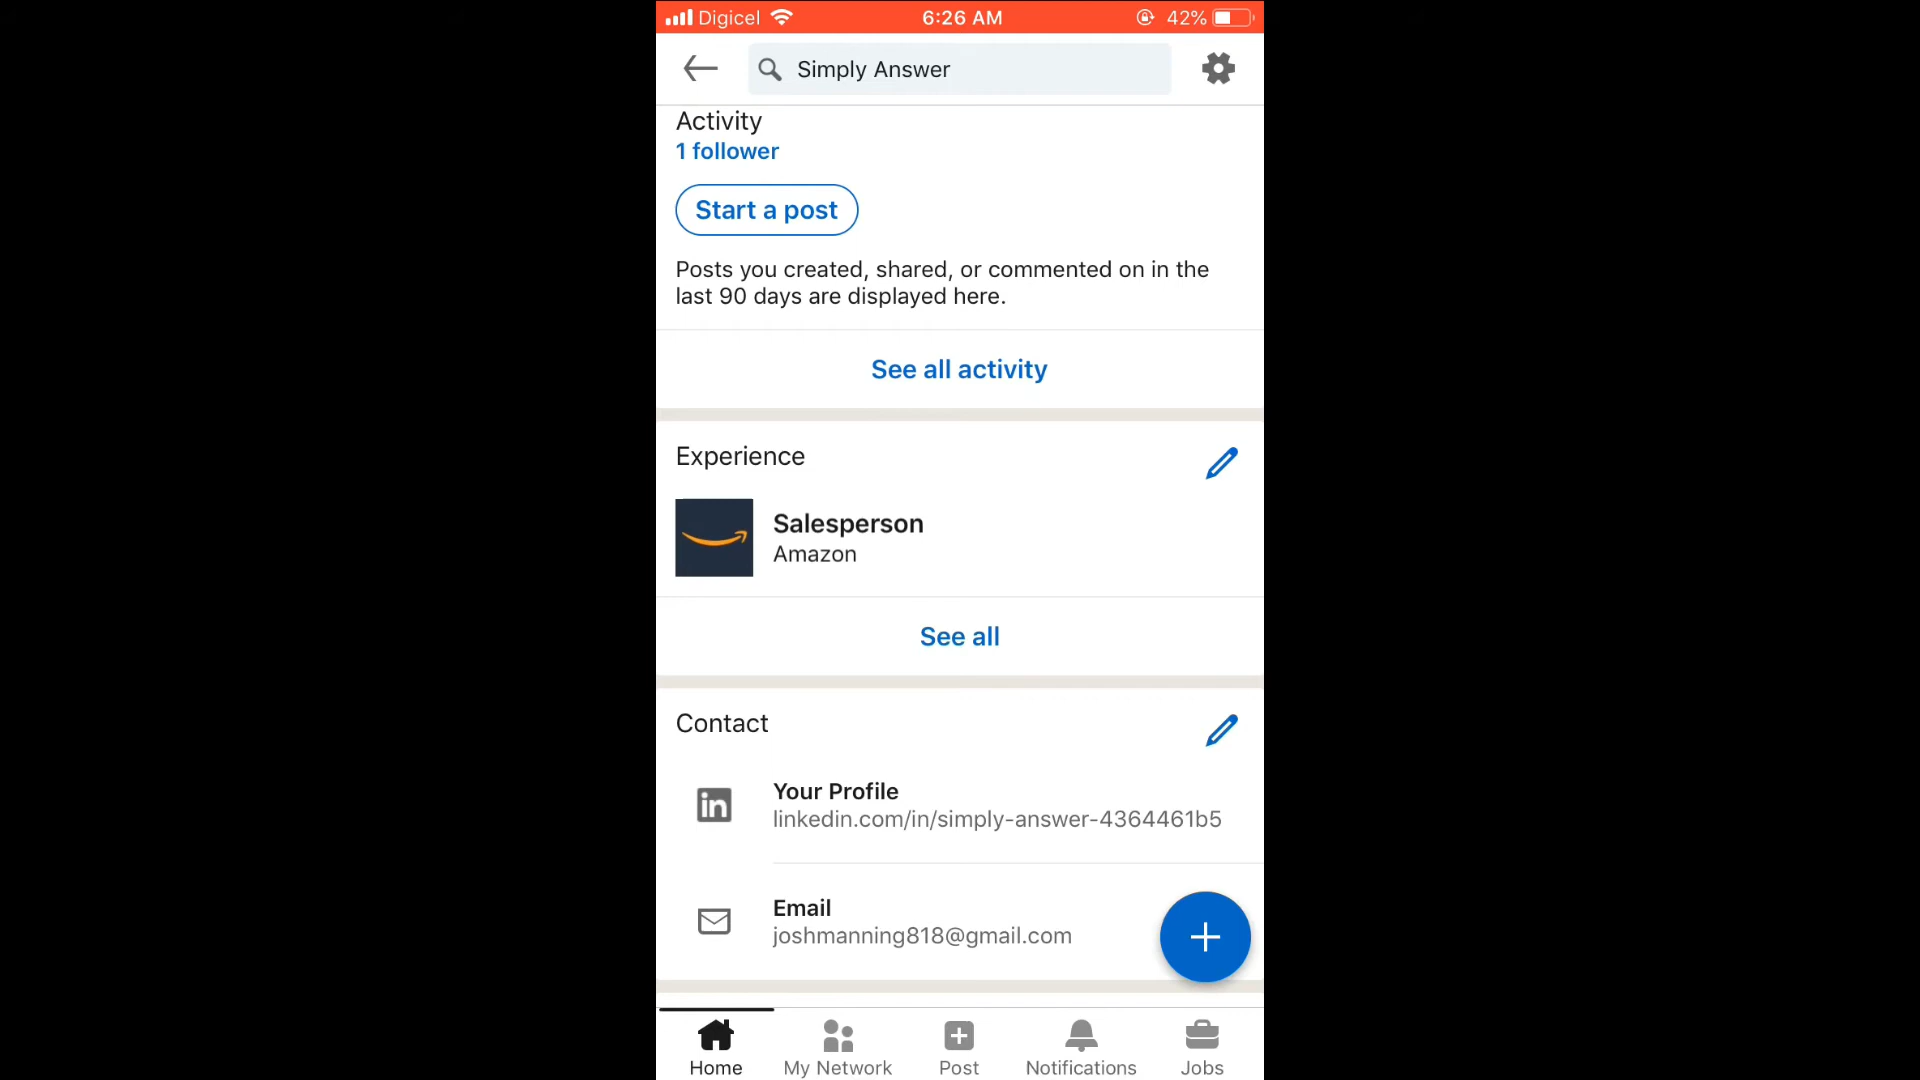 Digicel 6:26 AM 42%
Simply Answer
Activity
1 follower
Start a post
Posts you created, shared, or commented on in the
last 90 days are displayed here.
See all activity
Experience
Salesperson
Amazon
See all
Contact
in
Your Profile
linkedin.com/in/simply-answer-4364461b5
Email
joshmanning818@gmail.com
Home My Network Post Notifications Jobs